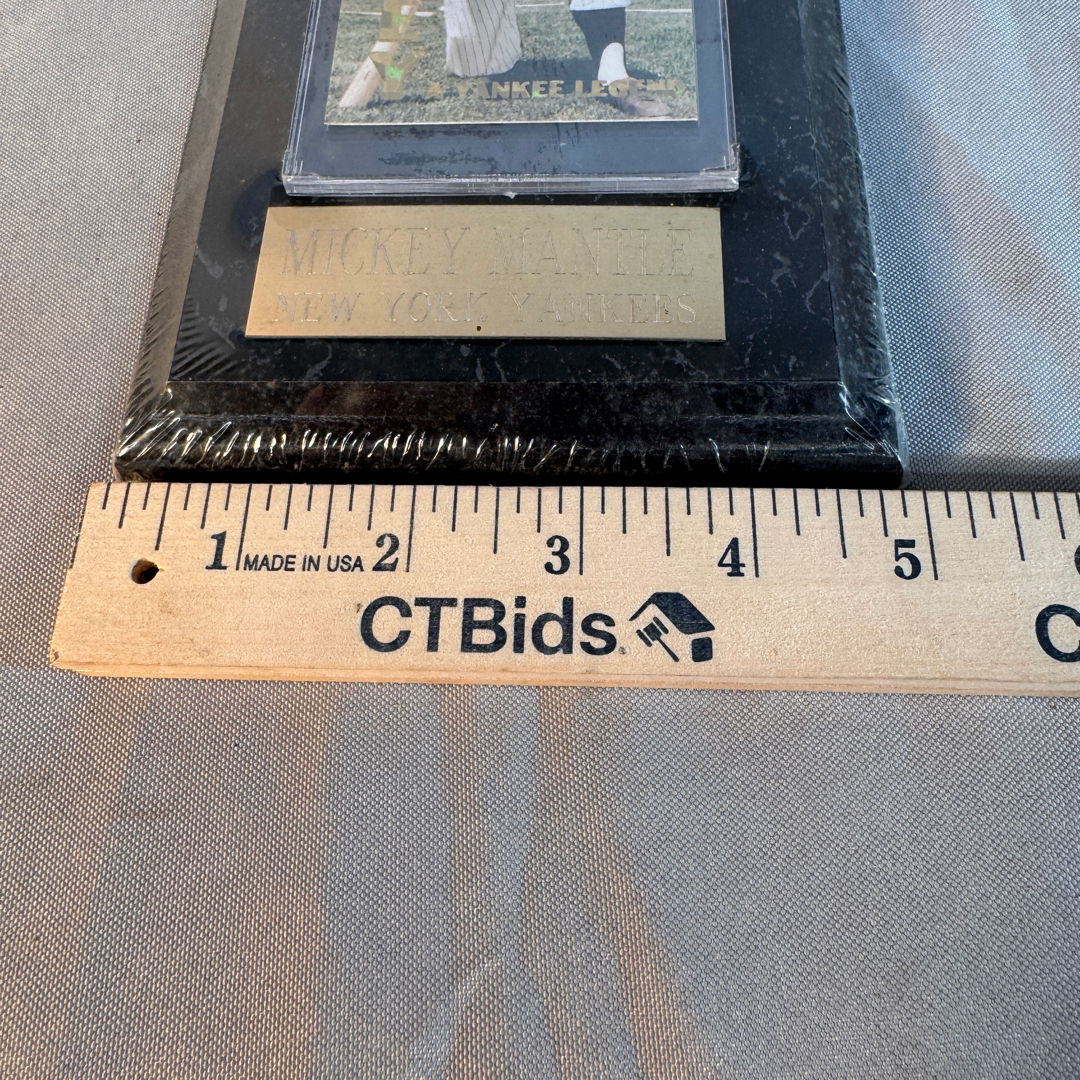 A YANKEE LEGEND
MICKEY MANTLE
NEW YORK YANKEES
1 MADE IN USA 2 3 4 5
CTBids.
C